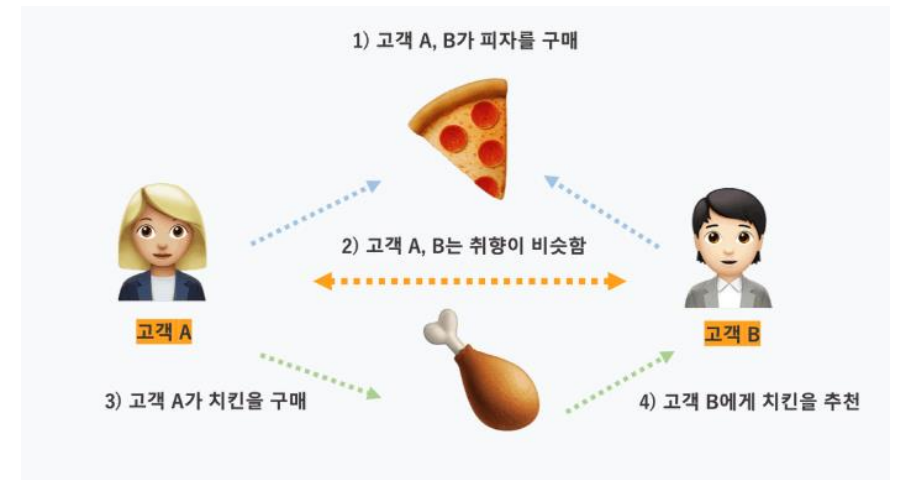 1) 고객 A, B가 피자를 구매
2) 고객 A, B는 취향이 비슷함
고객 A
고객 B
3) 고객 A가 치킨을 구매
4) 고객 B에게 치킨을 추천